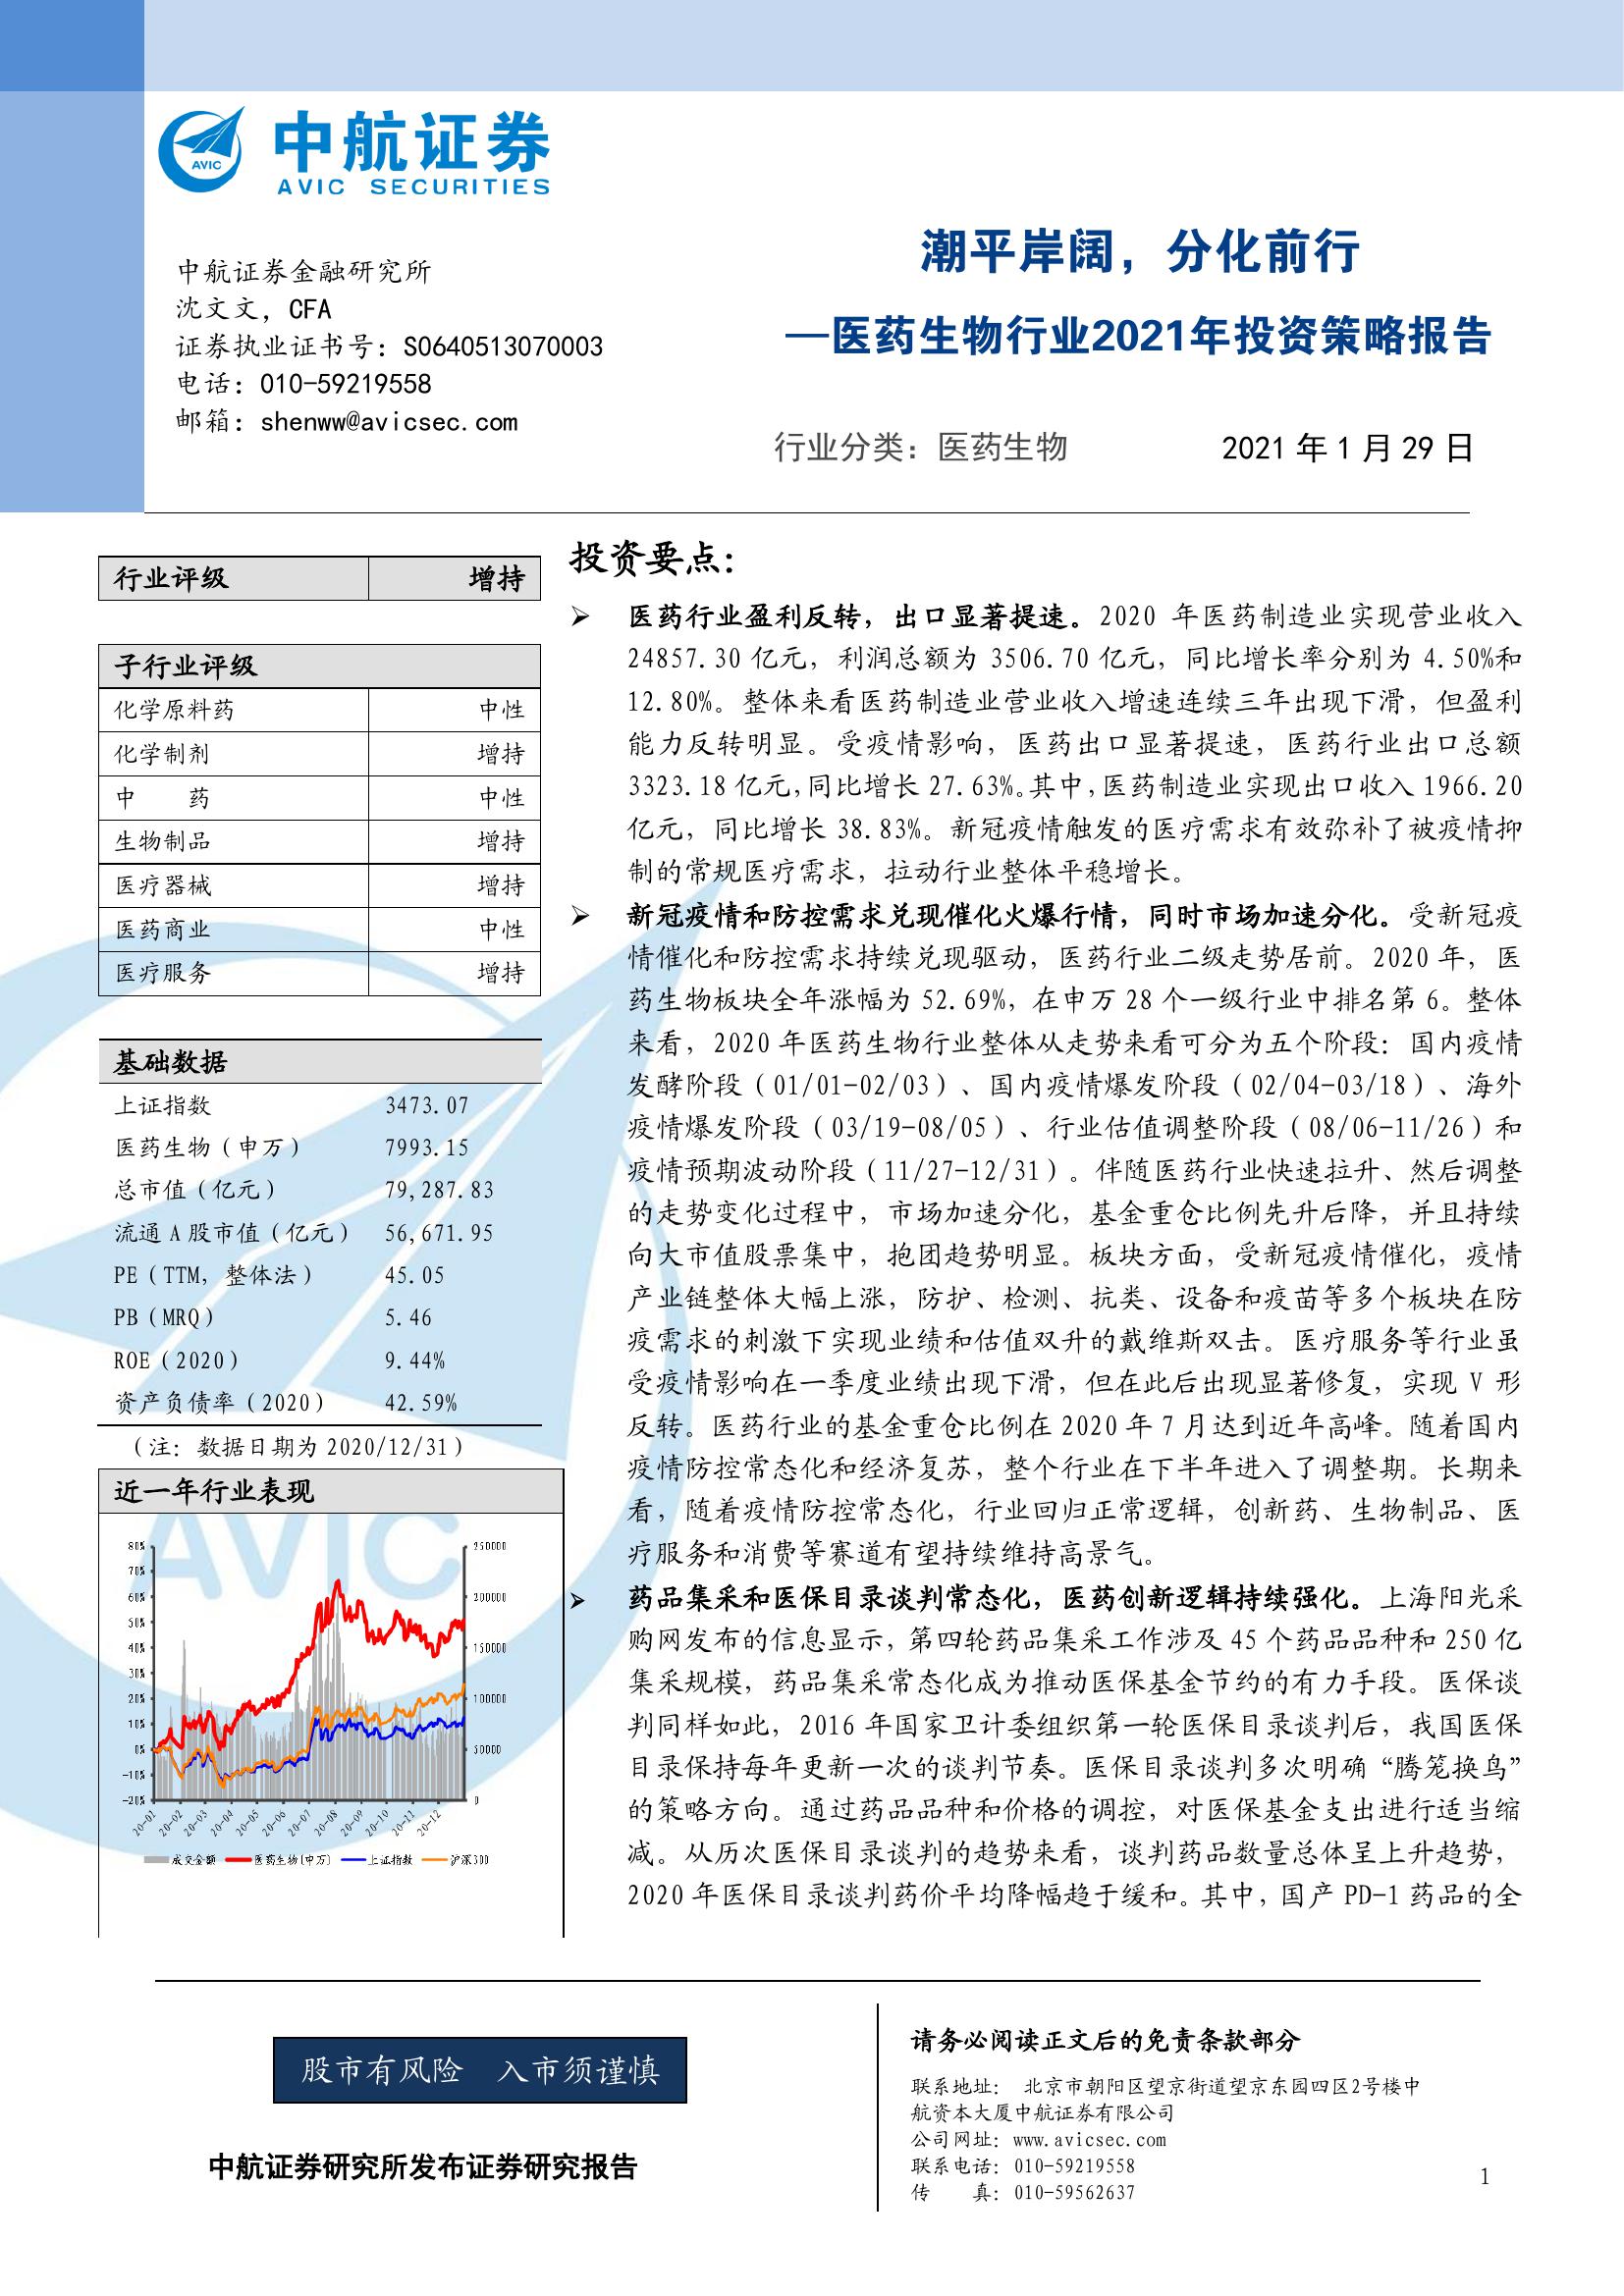 AVIC
中航证券
AVIC SECURITIES
中航证券金融研究所
沈文文，CFA
证券执业证书号：S0640513070003
电话：010-59219558
邮箱：shenww@avicsec.com
潮平岸阔，分化前行
—医药生物行业2021年投资策略报告
行业分类：医药生物 2021 年 1 月 29 日
行业评级 增持
子行业评级
化学原料药 中性
化学制剂 增持
中 药 中性
生物制品 增持
医疗器械 增持
医药商业 中性
医疗服务 增持
基础数据
上证指数 3473.07
医药生物（申万） 7993.15
总市值（亿元） 79,287.83
流通 A 股市值（亿元） 56,671.95
PE（TTM，整体法） 45.05
PB（MRQ） 5.46
ROE（2020） 9.44%
资产负债率（2020） 42.59%
（注：数据日期为 2020/12/31）
近一年行业表现
AVIC
80% 250000
70%
60% 200000
50%
40% 150000
30%
20% 100000
10%
0% 50000
-10%
-20% 0
20-01 20-02 20-03 20-04 20-05 20-06 20-07 20-08 20-09 20-10 20-11 20-12
成交金额 医药生物(申万) 上证指数 沪深300
投资要点：
➢ 医药行业盈利反转，出口显著提速。2020 年医药制造业实现营业收入
24857.30 亿元，利润总额为 3506.70 亿元，同比增长率分别为 4.50%和
12.80%。整体来看医药制造业营业收入增速连续三年出现下滑，但盈利
能力反转明显。受疫情影响，医药出口显著提速，医药行业出口总额
3323.18 亿元，同比增长 27.63%。其中，医药制造业实现出口收入 1966.20
亿元，同比增长 38.83%。新冠疫情触发的医疗需求有效弥补了被疫情抑
制的常规医疗需求，拉动行业整体平稳增长。
➢ 新冠疫情和防控需求兑现催化火爆行情，同时市场加速分化。受新冠疫
情催化和防控需求持续兑现驱动，医药行业二级走势居前。2020 年，医
药生物板块全年涨幅为 52.69%，在申万 28 个一级行业中排名第 6。整体
来看，2020 年医药生物行业整体从走势来看可分为五个阶段：国内疫情
发酵阶段（01/01-02/03）、国内疫情爆发阶段（02/04-03/18）、海外
疫情爆发阶段（03/19-08/05）、行业估值调整阶段（08/06-11/26）和
疫情预期波动阶段（11/27-12/31）。伴随医药行业快速拉升、然后调整
的走势变化过程中，市场加速分化，基金重仓比例先升后降，并且持续
向大市值股票集中，抱团趋势明显。板块方面，受新冠疫情催化，疫情
产业链整体大幅上涨，防护、检测、抗类、设备和疫苗等多个板块在防
疫需求的刺激下实现业绩和估值双升的戴维斯双击。医疗服务等行业虽
受疫情影响在一季度业绩出现下滑，但在此后出现显著修复，实现 V 形
反转。医药行业的基金重仓比例在 2020 年 7 月达到近年高峰。随着国内
疫情防控常态化和经济复苏，整个行业在下半年进入了调整期。长期来
看，随着疫情防控常态化，行业回归正常逻辑，创新药、生物制品、医
疗服务和消费等赛道有望持续维持高景气。
➢ 药品集采和医保目录谈判常态化，医药创新逻辑持续强化。上海阳光采
购网发布的信息显示，第四轮药品集采工作涉及 45 个药品品种和 250 亿
集采规模，药品集采常态化成为推动医保基金节约的有力手段。医保谈
判同样如此，2016 年国家卫计委组织第一轮医保目录谈判后，我国医保
目录保持每年更新一次的谈判节奏。医保目录谈判多次明确“腾笼换鸟”
的策略方向。通过药品品种和价格的调控，对医保基金支出进行适当缩
减。从历次医保目录谈判的趋势来看，谈判药品数量总体呈上升趋势，
2020 年医保目录谈判药价平均降幅趋于缓和。其中，国产 PD-1 药品的全
股市有风险 入市须谨慎
中航证券研究所发布证券研究报告
请务必阅读正文后的免责条款部分
联系地址： 北京市朝阳区望京街道望京东园四区2号楼中
航资本大厦中航证券有限公司
公司网址：www.avicsec.com
联系电话：010-59219558
传 真：010-59562637
1